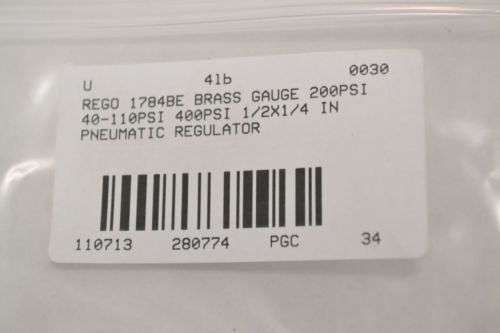 U 4lb 0030
REGO 1784BE BRASS GAUGE 200PSI
40-110PSI 400PSI 1/2X1/4 IN
PNEUMATIC REGULATOR
110713 280774 PGC 34